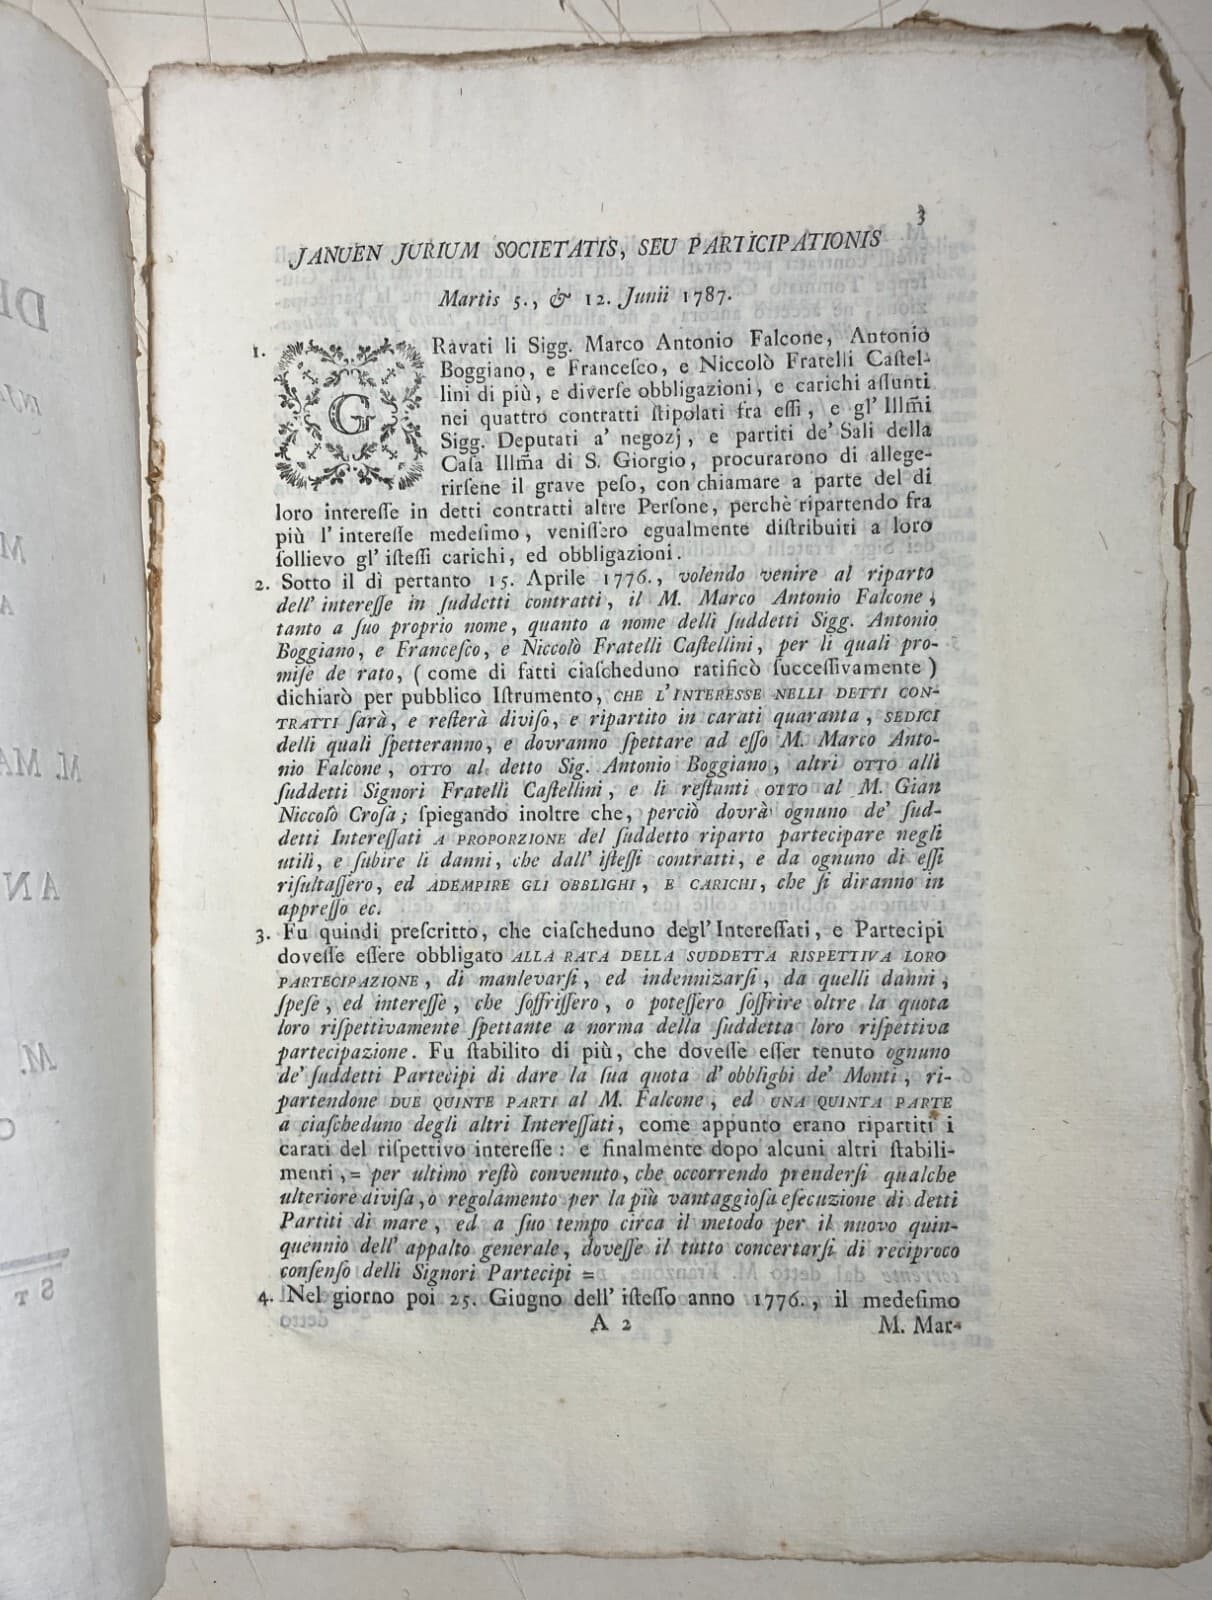 3
JANUEN JURIUM SOCIETATIS, SEU PARTICIPATIONIS
Martis 5., & 12. Junii 1787.
1. GRavati li Sigg. Marco Antonio Falcone, Antonio
Boggiano, e Franceſco, e Niccolò Fratelli Caſtel-
lini di più, e diverſe obbligazioni, e carichi aſſunti
nei quattro contratti ſtipolati fra eſſi, e gl' Illm̃i
Sigg. Deputati a' negozj, e partiti de' Sali della
Caſa Illm̃a di S. Giorgio, procurarono di allege-
rirſene il grave peſo, con chiamare a parte del di
loro intereſſe in detti contratti altre Perſone, perchè ripartendo fra
più l' intereſſe medeſimo, veniſſero egualmente diſtribuiti a loro
ſollievo gl' iſteſſi carichi, ed obbligazioni.
2. Sotto il dì pertanto 15. Aprile 1776., volendo venire al riparto
dell' intereſſe in ſuddetti contratti, il M. Marco Antonio Falcone,
tanto a ſuo proprio nome, quanto a nome delli ſuddetti Sigg. Antonio
Boggiano, e Franceſco, e Niccolò Fratelli Caſtellini, per li quali pro-
miſe de rato, (come di fatti ciaſcheduno ratificò ſucceſſivamente)
dichiarò per pubblico Iſtrumento, CHE L'INTERESSE NELLI DETTI CON-
TRATTI ſarà, e reſterà diviſo, e ripartito in carati quaranta, SEDICI
delli quali ſpetteranno, e dovranno ſpettare ad eſſo M. Marco Anto-
nio Falcone, OTTO al detto Sig. Antonio Boggiano, altri OTTO alli
ſuddetti Signori Fratelli Caſtellini, e li reſtanti OTTO al M. Gian
Niccolò Croſa; ſpiegando inoltre che, perciò dovrà ognuno de' ſud-
detti Intereſſati A PROPORZIONE del ſuddetto riparto partecipare negli
utili, e ſubire li danni, che dall' iſteſſi contratti, e da ognuno di eſſi
riſultaſſero, ed ADEMPIRE GLI OBBLIGHI, E CARICHI, che ſi diranno in
appreſſo ec.
3. Fu quindi preſcritto, che ciaſcheduno degl'Intereſſati, e Partecipi
doveſſe eſſere obbligato ALLA RATA DELLA SUDDETTA RISPETTIVA LORO
PARTECIPAZIONE, di manlevarſi, ed indennizarſi, da quelli danni,
ſpeſe, ed intereſſe, che ſoffriſſero, o poteſſero ſoffrire oltre la quota
loro riſpettivamente ſpettante a norma della ſuddetta loro riſpettiva
partecipazione. Fu ſtabilito di più, che doveſſe eſſer tenuto ognuno
de' ſuddetti Partecipi di dare la ſua quota d' obblighi de' Monti, ri-
partendone DUE QUINTE PARTI al M. Falcone, ed UNA QUINTA PARTE
a ciaſcheduno degli altri Intereſſati, come appunto erano ripartiti i
carati del riſpettivo intereſſe: e finalmente dopo alcuni altri ſtabili-
menti, = per ultimo reſtò convenuto, che occorrendo prenderſi qualche
ulteriore diviſa, o regolamento per la più vantaggioſa eſecuzione di detti
Partiti di mare, ed a ſuo tempo circa il metodo per il nuovo quin-
quennio dell' appalto generale, doveſſe il tutto concertarſi di reciproco
conſenſo delli Signori Partecipi =
4. Nel giorno poi 25. Giugno dell' iſteſſo anno 1776., il medeſimo
A 2
M. Mar-